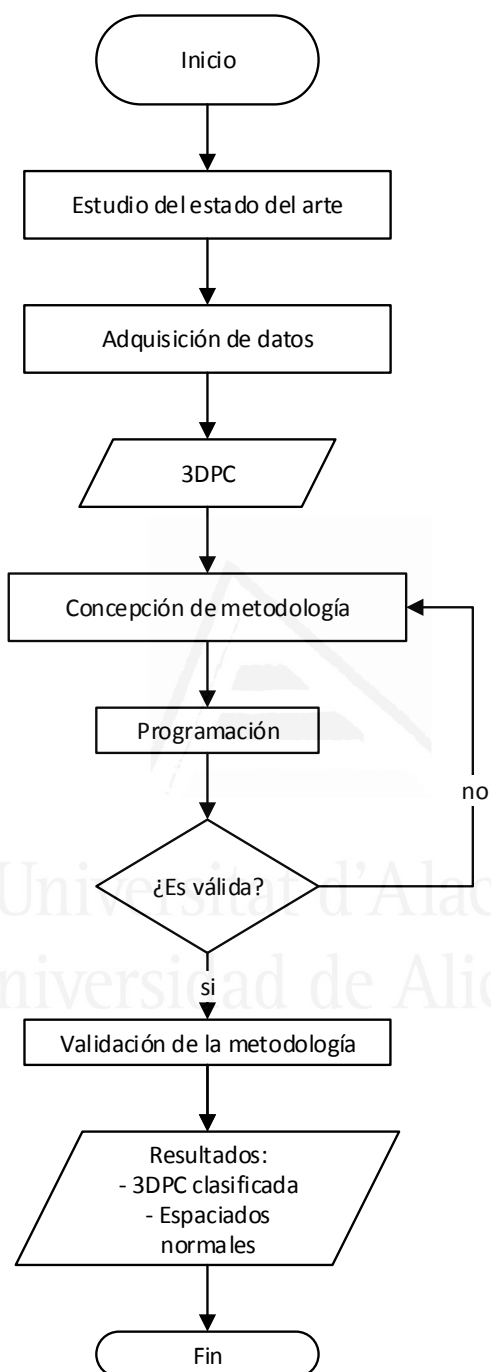 Inicio
Estudio del estado del arte
Adquisición de datos
3DPC
Concepción de metodología
Programación
no
¿Es válida?
Universitat d'Alac
niversidad de Alic
si
Validación de la metodología
Resultados:
- 3DPC clasificada
- Espaciados
normales
Fin